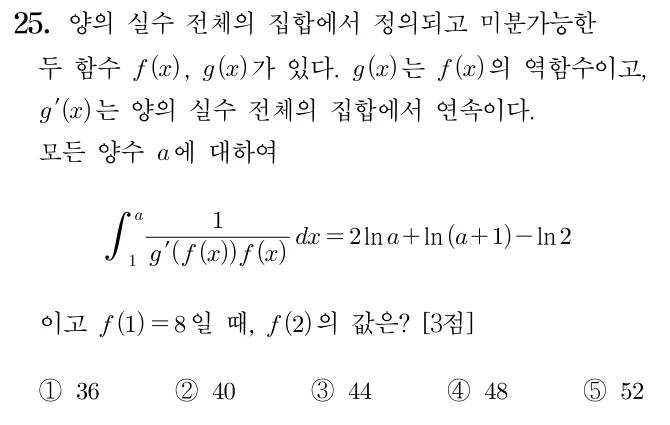 25. 양의 실수 전체의 집합에서 정의되고 미분가능한
두 함수 f(x), g(x)가 있다. g(x)는 f(x)의 역함수이고,
g′(x)는 양의 실수 전체의 집합에서 연속이다.
모든 양수 a에 대하여
∫₁ᵃ 1/(g′(f(x))f(x)) dx = 2 ln a + ln(a+1) − ln 2
이고 f(1)=8일 때, f(2)의 값은? [3점]
① 36 ② 40 ③ 44 ④ 48 ⑤ 52